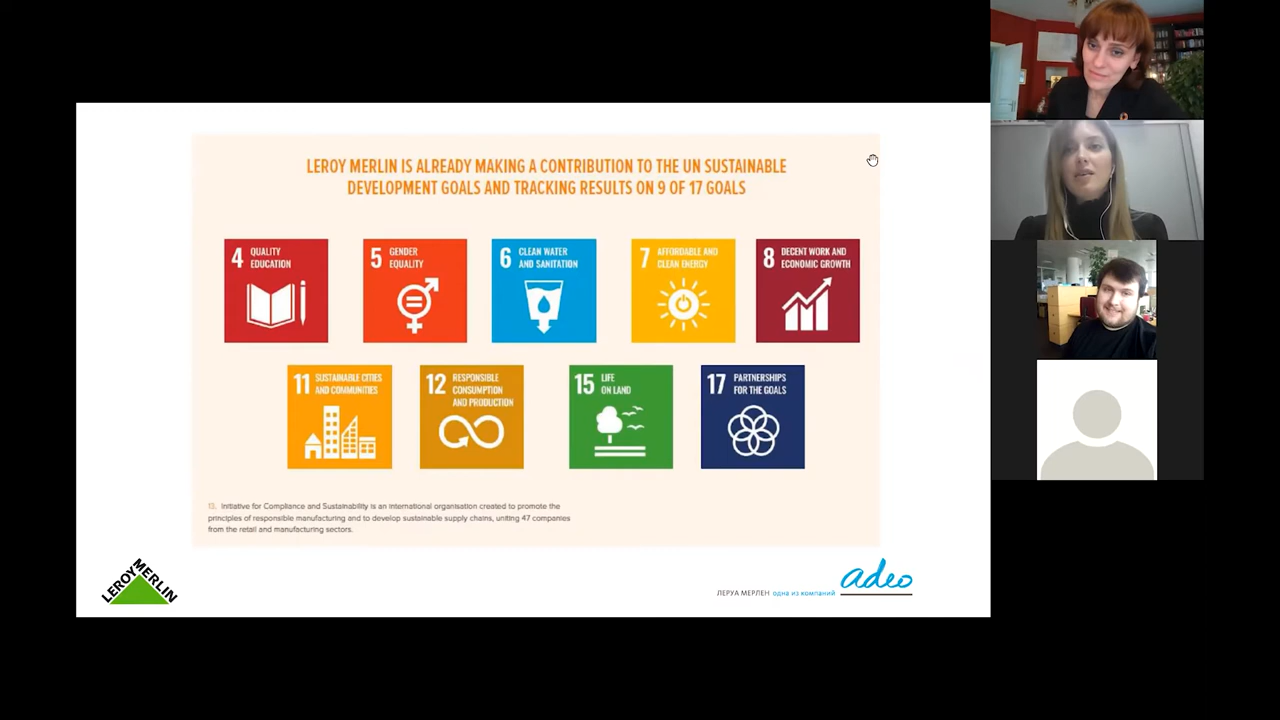 LEROY MERLIN IS ALREADY MAKING A CONTRIBUTION TO THE UN SUSTAINABLE
DEVELOPMENT GOALS AND TRACKING RESULTS ON 9 OF 17 GOALS
4 QUALITY
EDUCATION
5 GENDER
EQUALITY
6 CLEAN WATER
AND SANITATION
7 AFFORDABLE AND
CLEAN ENERGY
8 DECENT WORK AND
ECONOMIC GROWTH
11 SUSTAINABLE CITIES
AND COMMUNITIES
12 RESPONSIBLE
CONSUMPTION
AND PRODUCTION
15 LIFE
ON LAND
17 PARTNERSHIPS
FOR THE GOALS
13. Initiative for Compliance and Sustainability is an international organisation created to promote the
principles of responsible manufacturing and to develop sustainable supply chains, uniting 47 companies
from the retail and manufacturing sectors.
LEROY MERLIN
ЛЕРУА МЕРЛЕН одна из компаний adeo